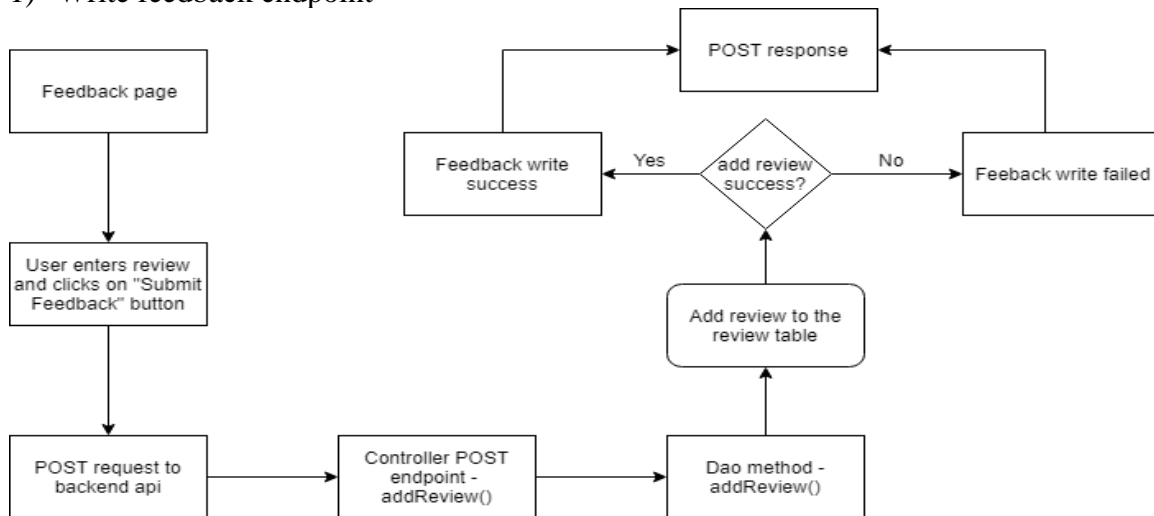 1) Write feedback endpoint
Feedback page
User enters review
and clicks on "Submit
Feedback" button
POST request to
backend api
Controller POST
endpoint -
addReview()
Dao method -
addReview()
Add review to the
review table
add review
success?
Yes
No
Feedback write
success
Feeback write failed
POST response